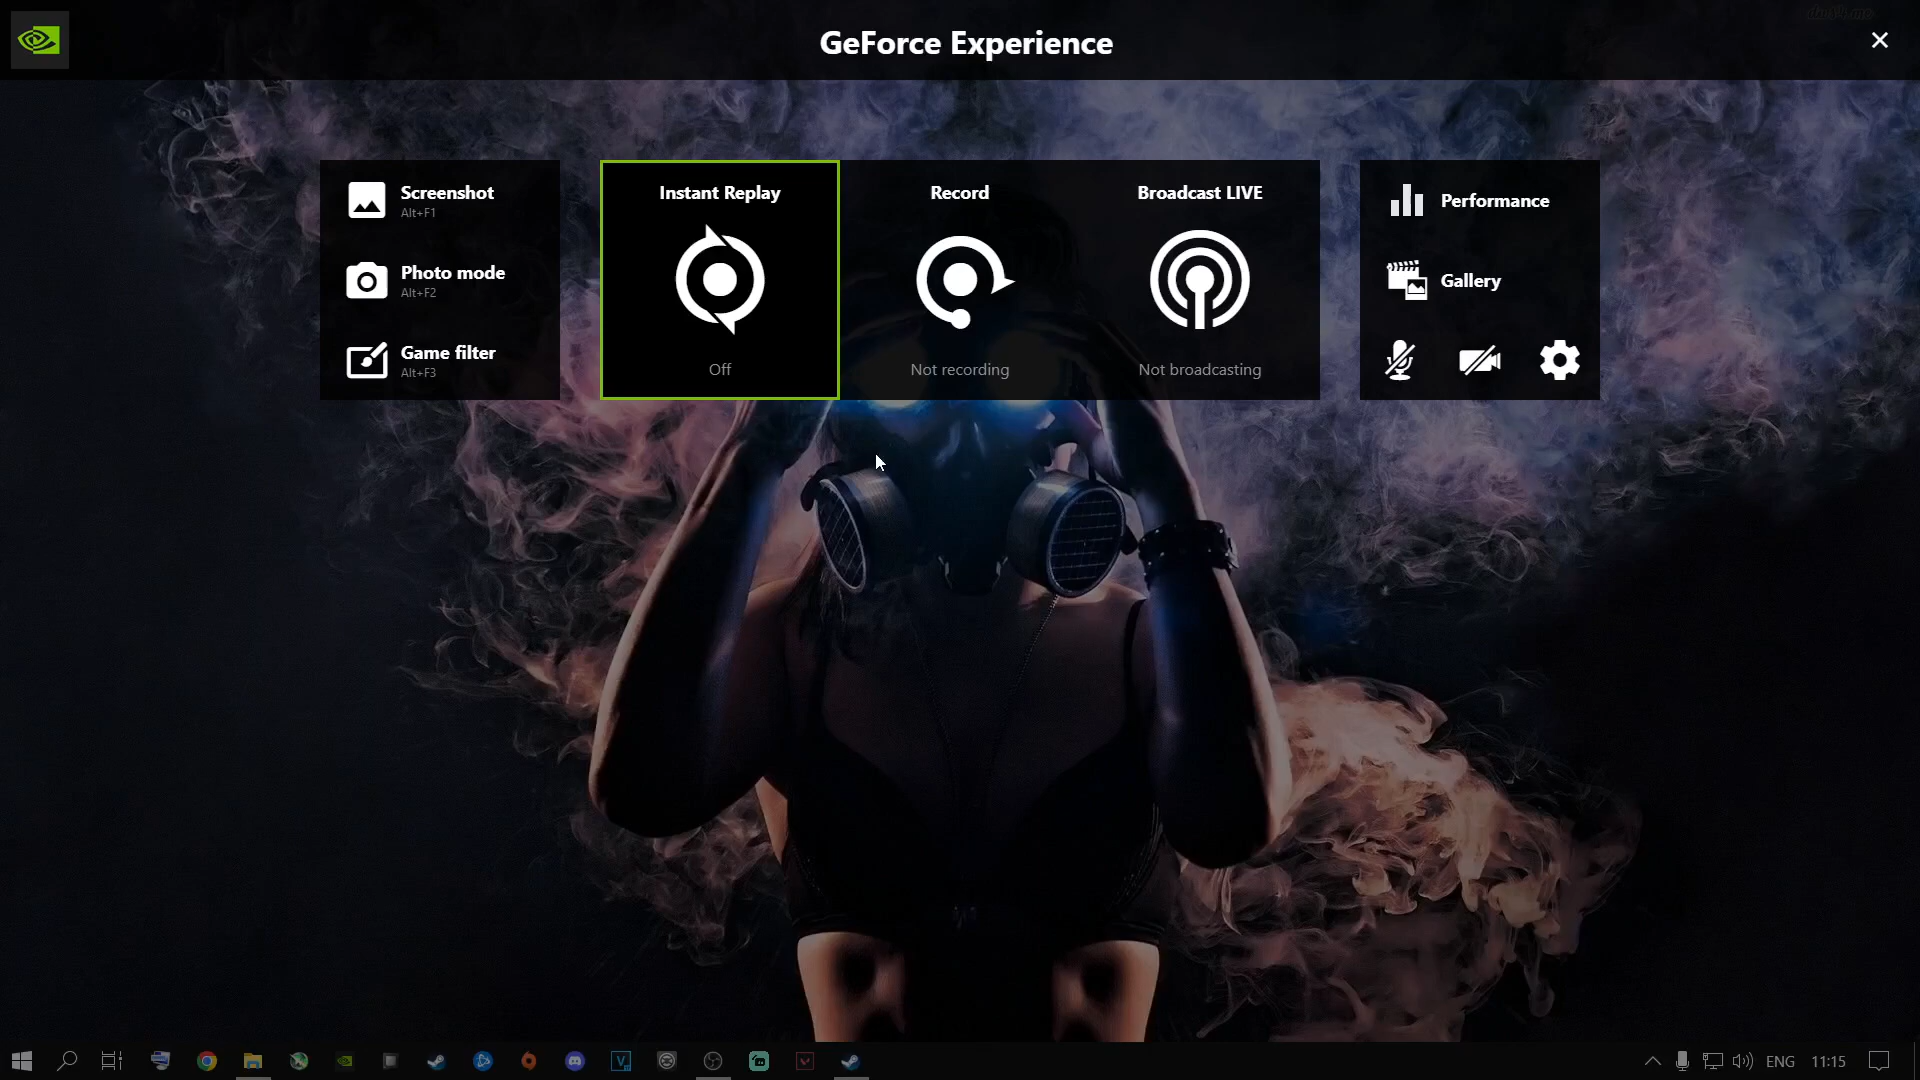 GeForce Experience
Screenshot
Alt+F1
Photo mode
Alt+F2
Game filter
Alt+F3
Instant Replay
Off
Record
Not recording
Broadcast LIVE
Not broadcasting
Performance
Gallery
ENG
11:15